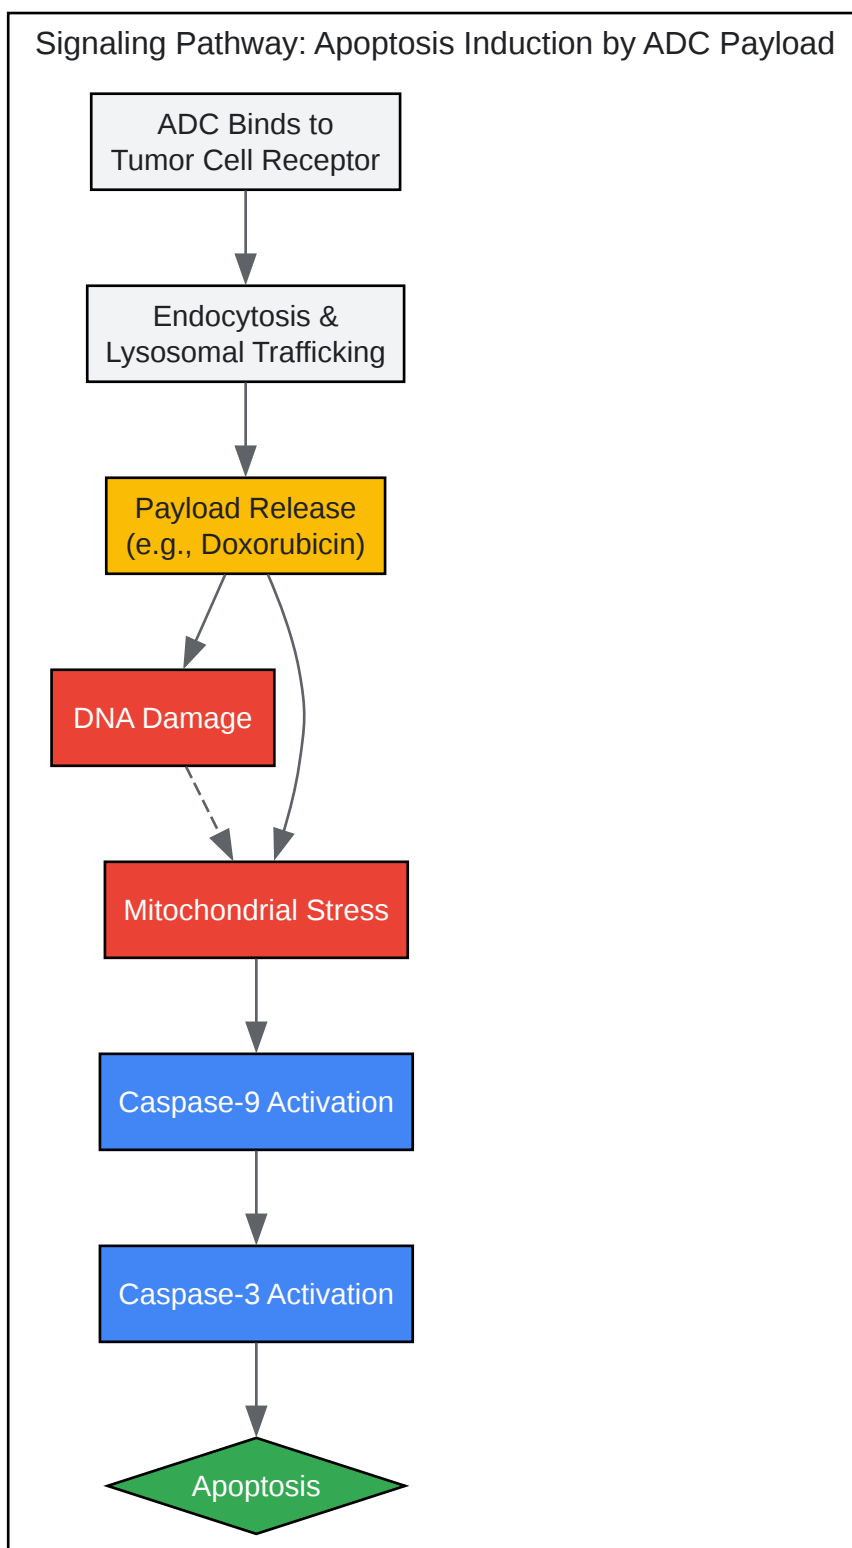 Signaling Pathway: Apoptosis Induction by ADC Payload
ADC Binds to
Tumor Cell Receptor
Endocytosis &
Lysosomal Trafficking
Payload Release
(e.g., Doxorubicin)
DNA Damage
Mitochondrial Stress
Caspase-9 Activation
Caspase-3 Activation
Apoptosis